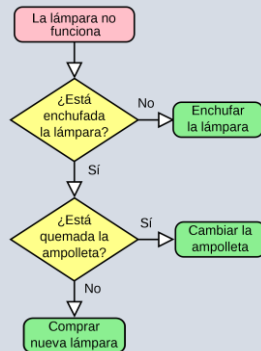 La lámpara no
funciona
¿Está
enchufada
la lámpara?
No
Enchufar
la lámpara
Sí
¿Está
quemada la
ampolleta?
Sí
Cambiar la
ampolleta
No
Comprar
nueva lámpara